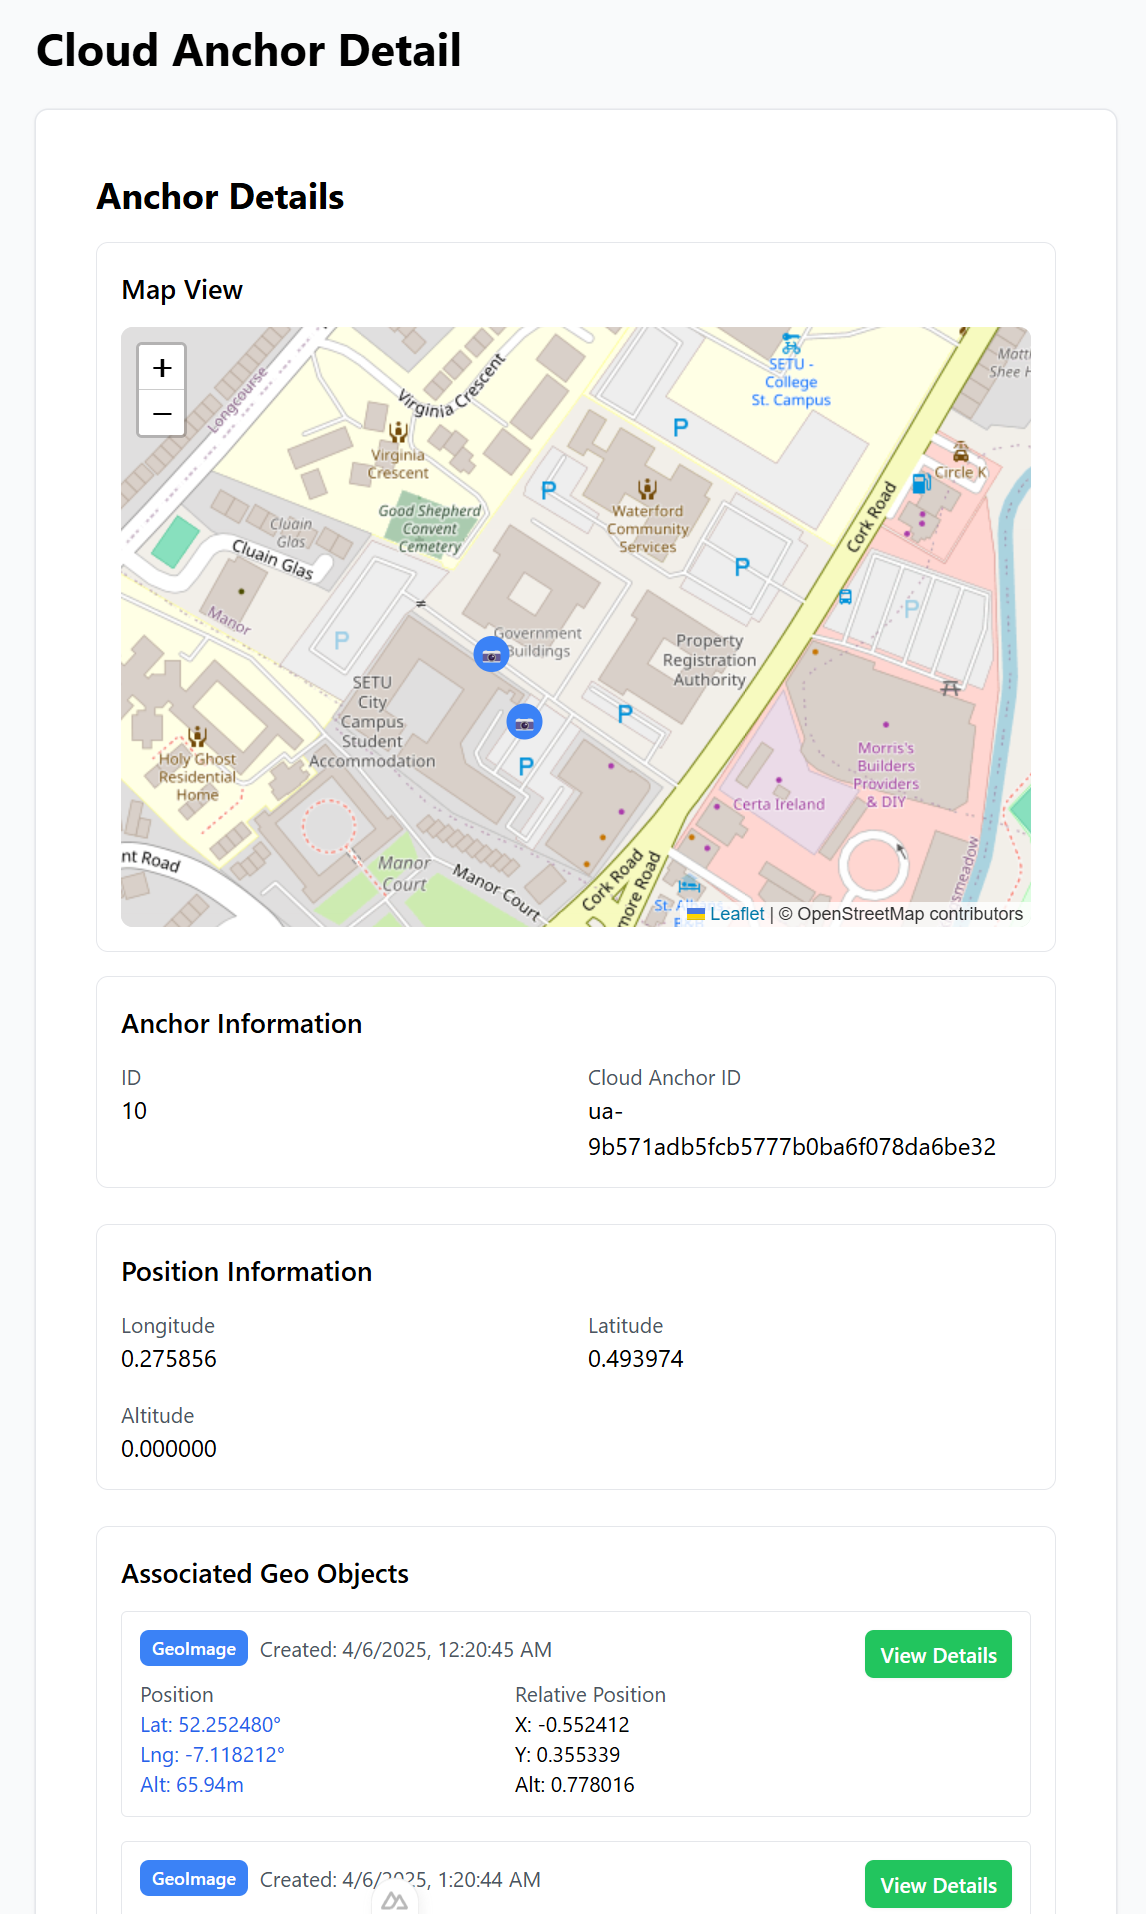 Cloud Anchor Detail
Anchor Details
Map View
+
−
Longcourse
Virginia Crescent
Virginia
Crescent
Good Shepherd
Convent
Cemetery
Cluain
Glas
Cluain Glas
Manor
P
P
P
P
P
P
P
SETU -
College
St. Campus
Waterford
Community
Services
Circle K
Cork Road
Government
Buildings
Property
Registration
Authority
SETU
City
Campus
Student
Accommodation
Holy Ghost
Residential
Home
Morris's
Builders
Providers
& DIY
Certa Ireland
Manor
Court
Manor Court
Cork Road
nt Road
more Road
smeadow
Shee H
Leaflet | © OpenStreetMap contributors
Anchor Information
ID
10
Cloud Anchor ID
ua-
9b571adb5fcb5777b0ba6f078da6be32
Position Information
Longitude
0.275856
Latitude
0.493974
Altitude
0.000000
Associated Geo Objects
GeoImage Created: 4/6/2025, 12:20:45 AM
View Details
Position
Lat: 52.252480°
Lng: -7.118212°
Alt: 65.94m
Relative Position
X: -0.552412
Y: 0.355339
Alt: 0.778016
GeoImage Created: 4/6/2025, 1:20:44 AM
View Details